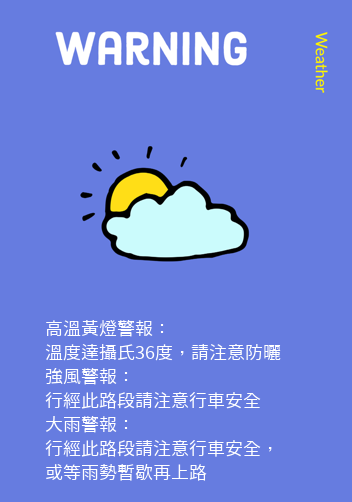 WARNING
Weather
高溫黃燈警報：
溫度達攝氏36度，請注意防曬
強風警報：
行經此路段請注意行車安全
大雨警報：
行經此路段請注意行車安全，
或等雨勢暫歇再上路